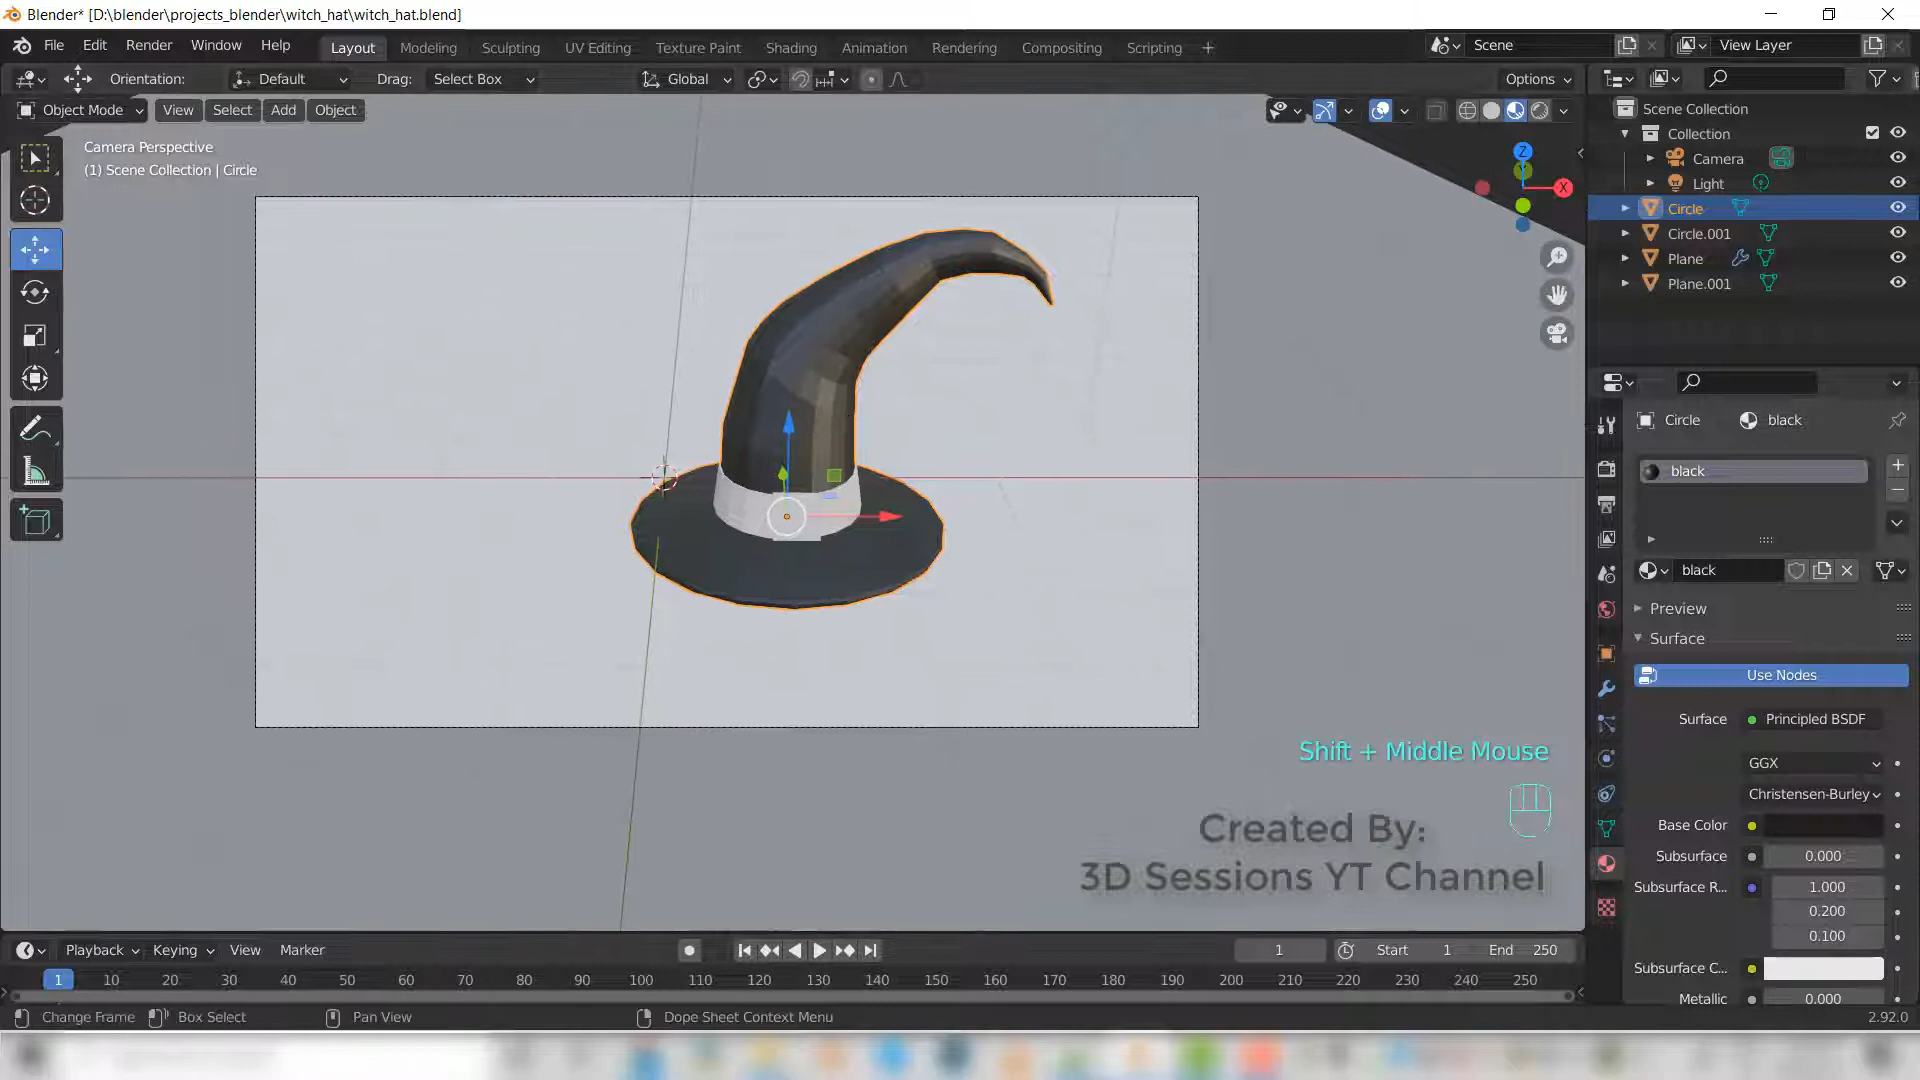 Blender* [D:\blender\projects_blender\witch_hat\witch_hat.blend]
File Edit Render Window Help Layout Modeling Sculpting UV Editing Texture Paint Shading Animation Rendering Compositing Scripting + Scene View Layer
Orientation: Default Drag: Select Box Global Options
Object Mode View Select Add Object
Camera Perspective
(1) Scene Collection | Circle
Z
Y
X
Scene Collection
Collection
Camera
Light
Circle
Circle.001
Plane
Plane.001
Circle black
black
black
Preview
Surface
Use Nodes
Surface Principled BSDF
GGX
Christensen-Burley
Base Color
Subsurface 0.000
Subsurface R... 1.000
0.200
0.100
Subsurface C...
Metallic 0.000
Shift + Middle Mouse
Created By:
3D Sessions YT Channel
Playback Keying View Marker 1 Start 1 End 250
1 10 20 30 40 50 60 70 80 90 100 110 120 130 140 150 160 170 180 190 200 210 220 230 240 250
Change Frame Box Select Pan View Dope Sheet Context Menu 2.92.0